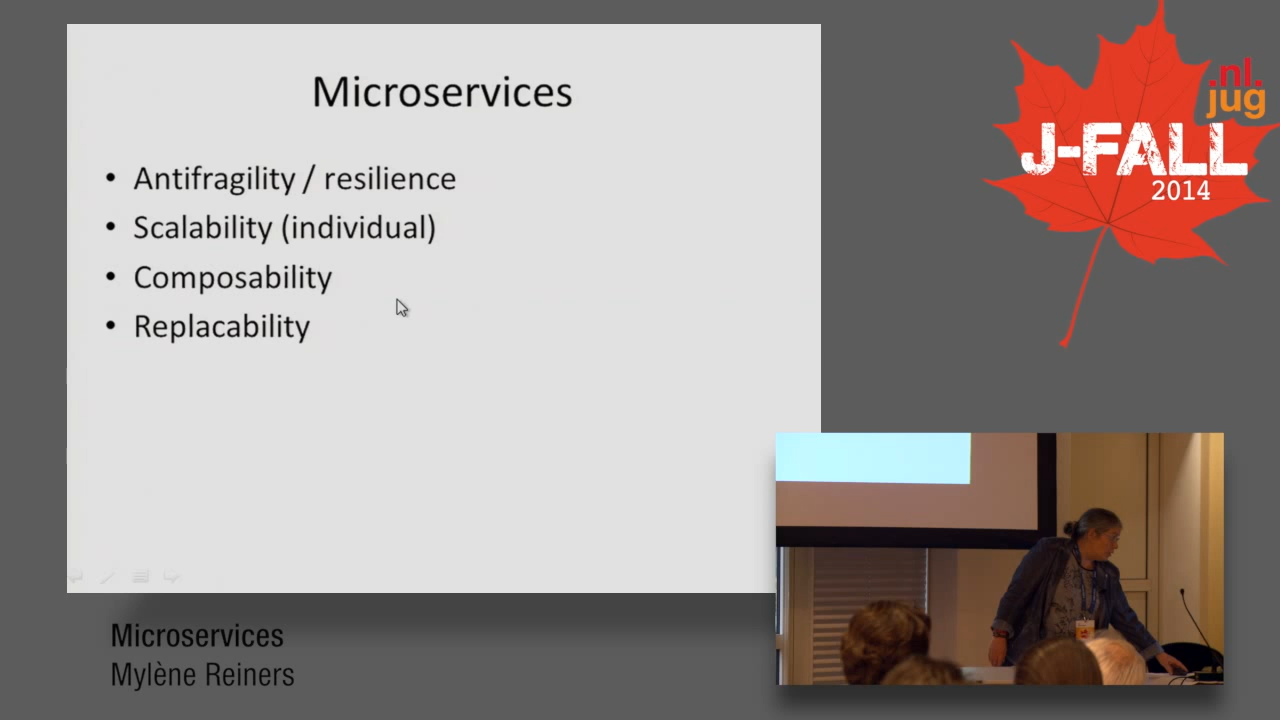 Microservices
• Antifragility / resilience
• Scalability (individual)
• Composability
• Replacability
.nl.
jug
J-FALL
2014
Microservices
Mylène Reiners